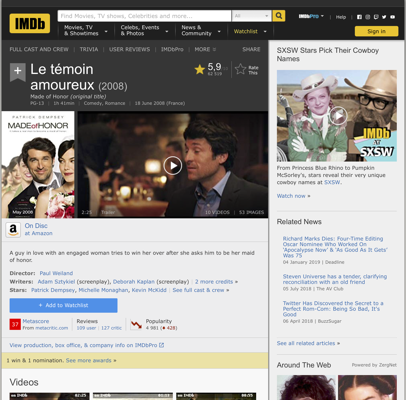 IMDb
Find Movies, TV shows, Celebrities and more...
All
IMDbPro
Help
Movies, TV
& Showtimes
Celebs, Events
& Photos
News &
Community
Watchlist
Sign in
FULL CAST AND CREW | TRIVIA | USER REVIEWS | IMDbPro | MORE
SHARE
Le témoin
amoureux (2008)
Made of Honor (original title)
PG-13 | 1h 41min | Comedy, Romance | 18 June 2008 (France)
5,9
Rate
This
PATRICK DEMPSEY
MADE of HONOR
May 2008
2:25 Trailer
10 VIDEOS | 33 IMAGES
On Disc
at Amazon
A guy in love with an engaged woman tries to win her over after she asks him to be her maid
of honor.
Director: Paul Weiland
Writers: Adam Sztykiel (screenplay), Deborah Kaplan (screenplay) | 2 more credits »
Stars: Patrick Dempsey, Michelle Monaghan, Kevin McKidd | See full cast & crew »
+ Add to Watchlist
37
Metascore
From metacritic.com
Reviews
109 user | 127 critic
Popularity
4 981 (428)
View production, box office, & company info on IMDbPro
1 win & 1 nomination. See more awards »
Videos
SXSW Stars Pick Their Cowboy
Names
IMDb
AT
SXSW
From Princess Blue Rhino to Pumpkin
McSorley's, stars reveal their very unique
cowboy names at SXSW.
Watch now »
Related News
Richard Marks Dies: Four-Time Editing
Oscar Nominee Who Worked On
'Apocalypse Now' & 'As Good As It Gets'
Was 75
04 January 2019 | Deadline
Steven Universe has a tender, clarifying
reconciliation with an old friend
05 July 2018 | The AV Club
Twitter Has Discovered the Secret to a
Perfect Rom-Com: Being So Bad, It's
Good
06 April 2018 | BuzzSugar
See all related articles »
Around The Web
Powered by ZergNet